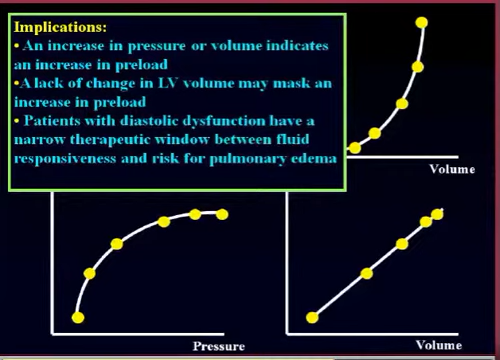 Implications:
• An increase in pressure or volume indicates
an increase in preload
•A lack of change in LV volume may mask an
increase in preload
• Patients with diastolic dysfunction have a
narrow therapeutic window between fluid
responsiveness and risk for pulmonary edema
Volume
Pressure
Volume